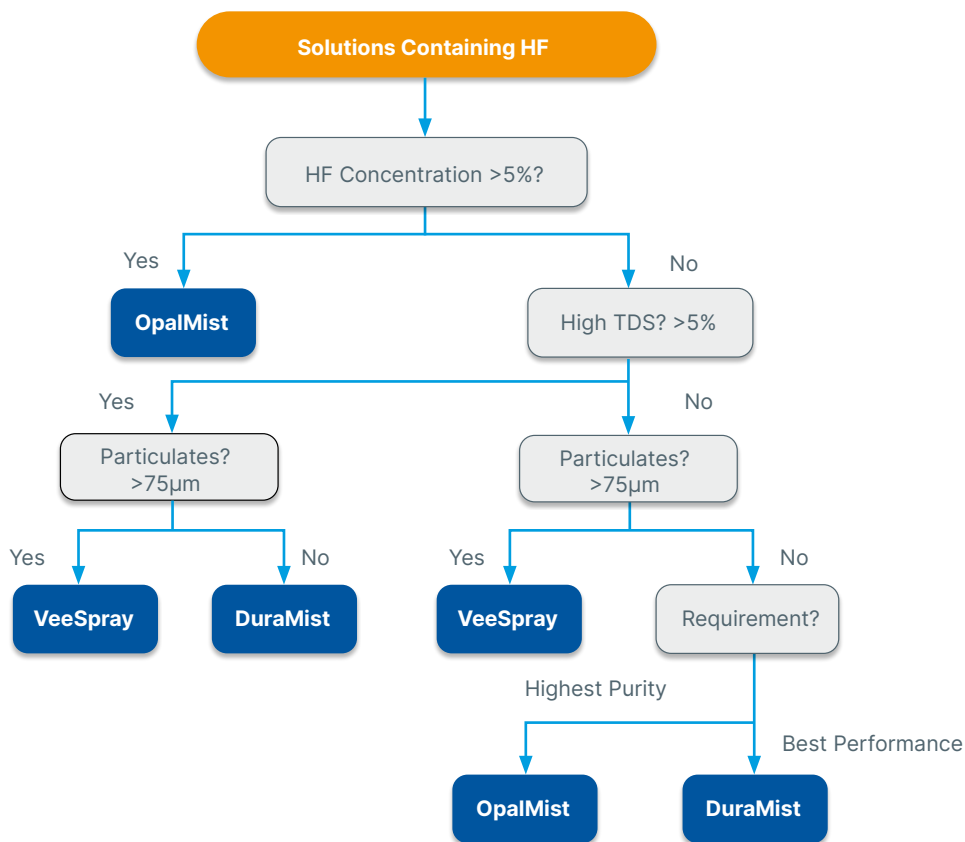 Solutions Containing HF
HF Concentration >5%?
Yes
No
OpalMist
High TDS? >5%
Yes
No
Particulates?
>75µm
Particulates?
>75µm
Yes
No
Yes
No
VeeSpray
DuraMist
VeeSpray
Requirement?
Highest Purity
Best Performance
OpalMist
DuraMist